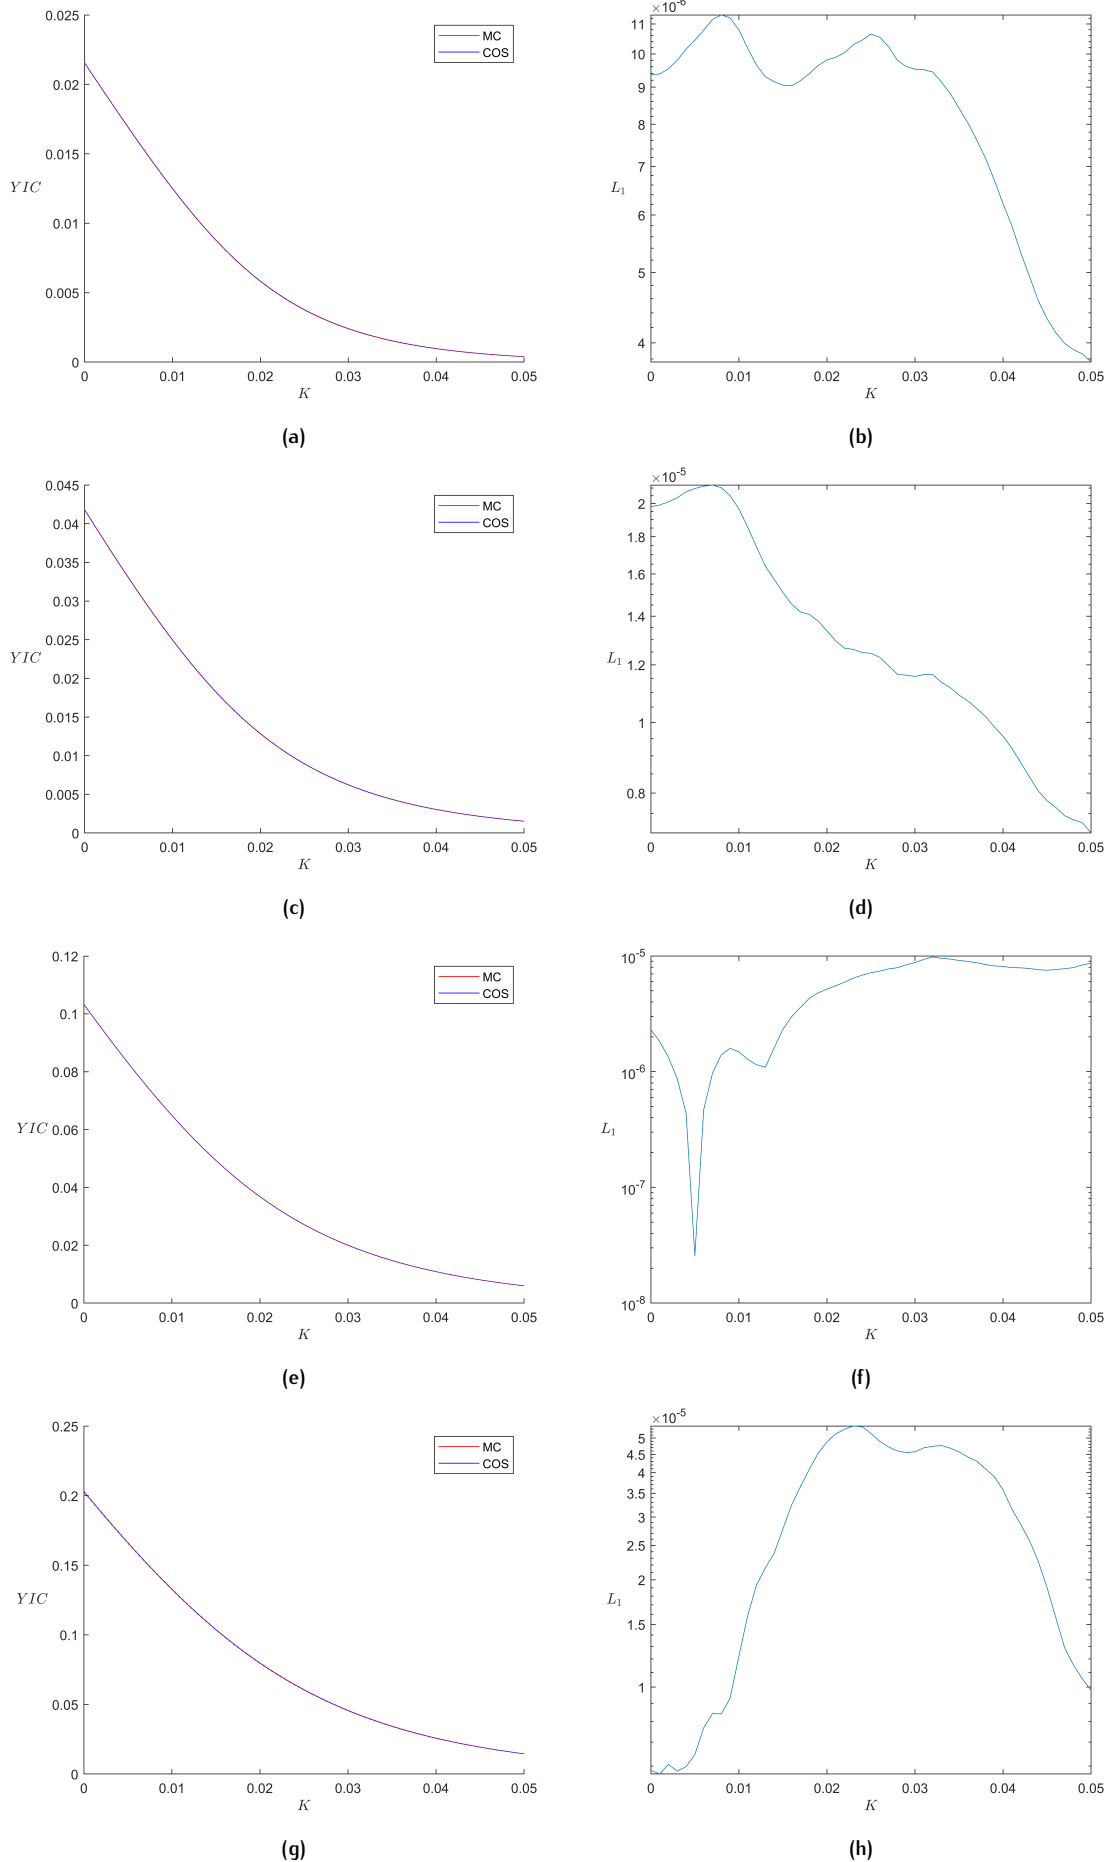 0.025
0.02
0.015
0.01
0.005
0
YIC
MC
COS
0 0.01 0.02 0.03 0.04 0.05
K
(a)
×10-6
11
10
9
8
7
6
5
4
L1
0 0.01 0.02 0.03 0.04 0.05
K
(b)
0.045
0.04
0.035
0.03
0.025
0.02
0.015
0.01
0.005
0
YIC
MC
COS
0 0.01 0.02 0.03 0.04 0.05
K
(c)
×10-5
2
1.8
1.6
1.4
1.2
1
0.8
L1
0 0.01 0.02 0.03 0.04 0.05
K
(d)
0.12
0.1
0.08
0.06
0.04
0.02
0
YIC
MC
COS
0 0.01 0.02 0.03 0.04 0.05
K
(e)
10-5
10-6
10-7
10-8
L1
0 0.01 0.02 0.03 0.04 0.05
K
(f)
0.25
0.2
0.15
0.1
0.05
0
YIC
MC
COS
0 0.01 0.02 0.03 0.04 0.05
K
(g)
×10-5
5
4.5
4
3.5
3
2.5
2
1.5
1
L1
0 0.01 0.02 0.03 0.04 0.05
K
(h)